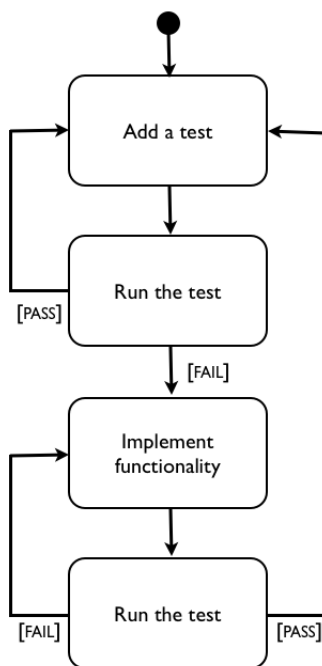 Add a test
Run the test
[PASS]
[FAIL]
Implement
functionality
Run the test
[FAIL]
[PASS]